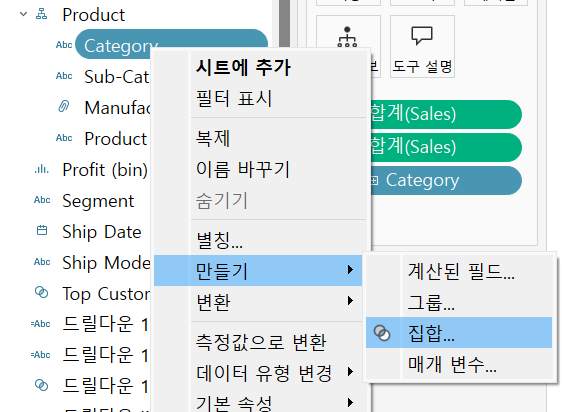 Product
Abc Category
Abc Sub-Cat
Manufac
Abc Product
Profit (bin)
Abc Segment
Ship Date
Abc Ship Mode
Top Custor
=Abc 드릴다운 1
=Abc 드릴다운 1
드릴다운 1
시트에 추가
필터 표시
복제
이름 바꾸기
숨기기
별칭...
만들기
변환
측정값으로 변환
데이터 유형 변경
기본 속성
계산된 필드...
그룹...
집합...
매개 변수...
보
도구 설명
합계(Sales)
합계(Sales)
Category